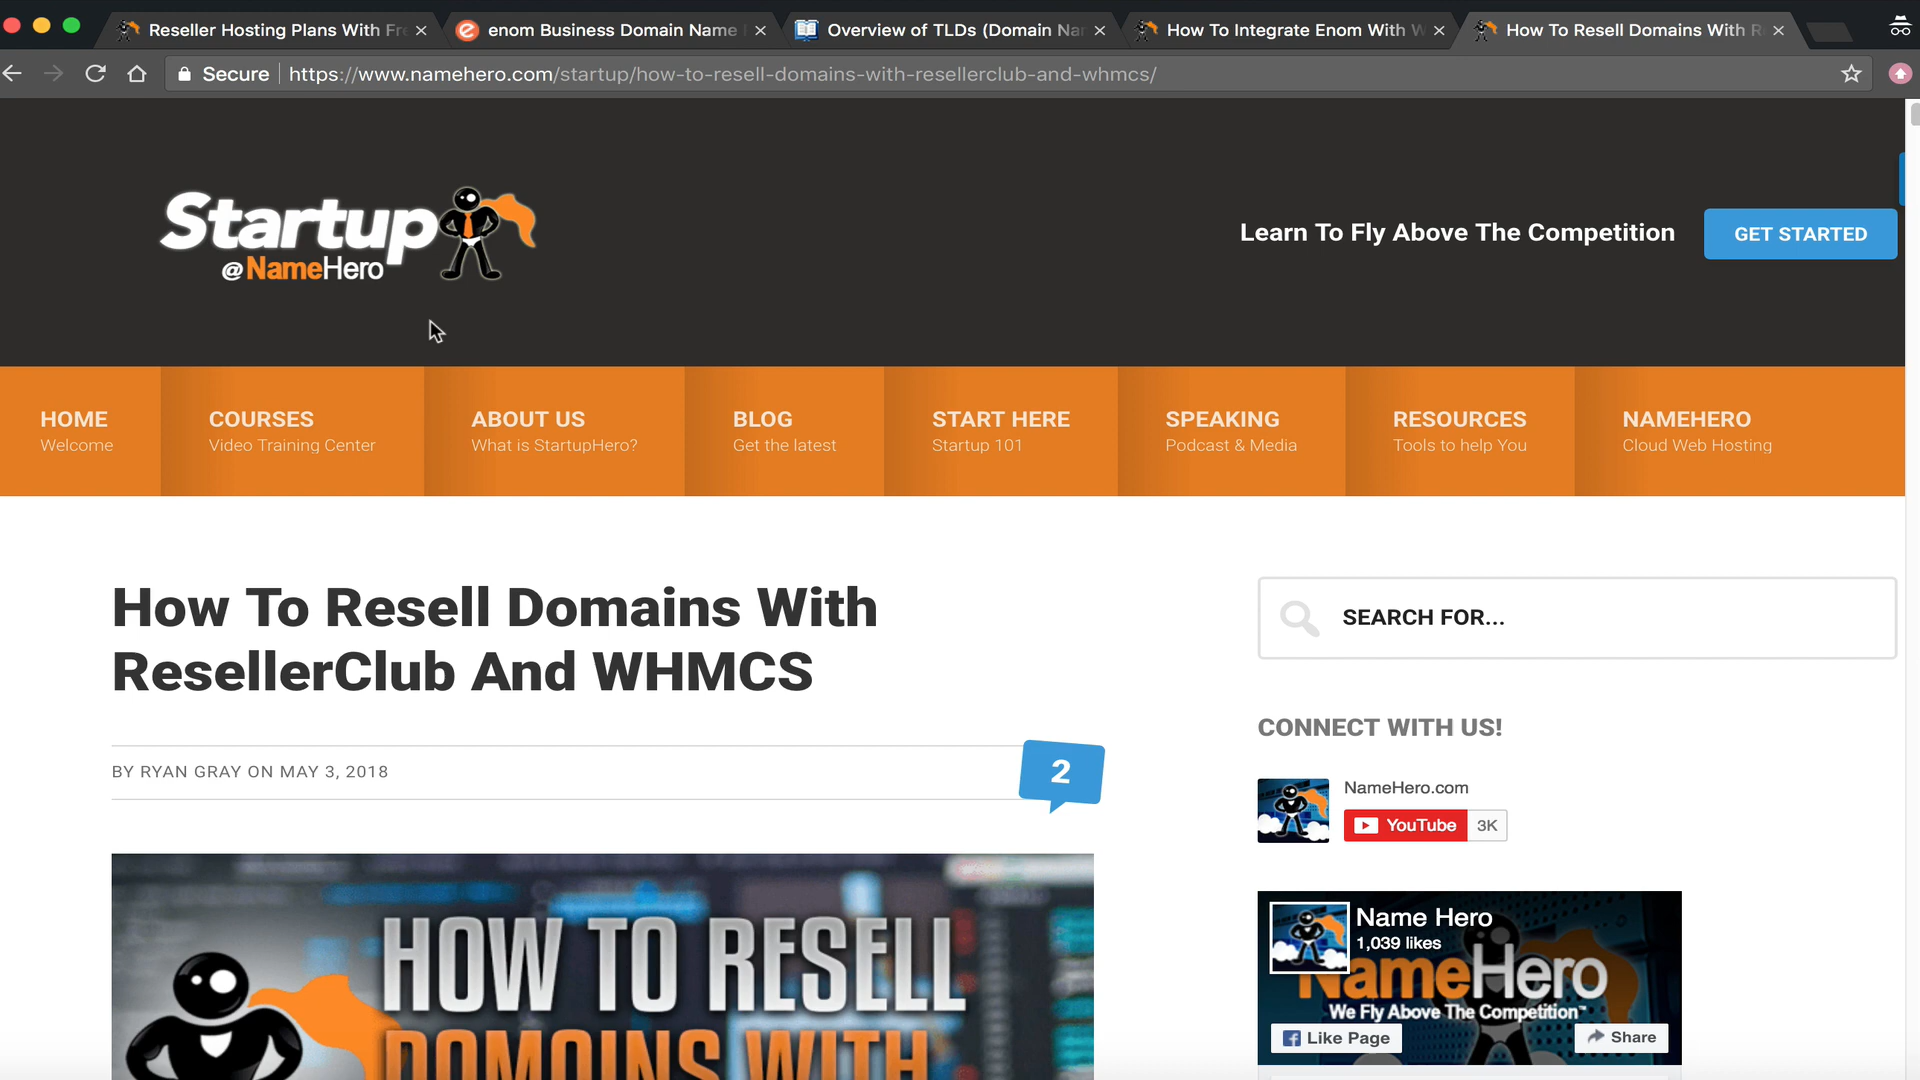 Reseller Hosting Plans With Fre
enom Business Domain Name
Overview of TLDs (Domain Nar
How To Integrate Enom With W
How To Resell Domains With R
Secure
https://www.namehero.com/startup/how-to-resell-domains-with-resellerclub-and-whmcs/
Startup
@NameHero
Learn To Fly Above The Competition
GET STARTED
HOME
Welcome
COURSES
Video Training Center
ABOUT US
What is StartupHero?
BLOG
Get the latest
START HERE
Startup 101
SPEAKING
Podcast & Media
RESOURCES
Tools to help You
NAMEHERO
Cloud Web Hosting
How To Resell Domains With
ResellerClub And WHMCS
BY RYAN GRAY ON MAY 3, 2018
2
HOW TO RESELL
DOMAINS WITH
SEARCH FOR...
CONNECT WITH US!
NameHero.com
YouTube 3K
Name Hero
1,039 likes
NameHero
We Fly Above The Competition™
Like Page
Share